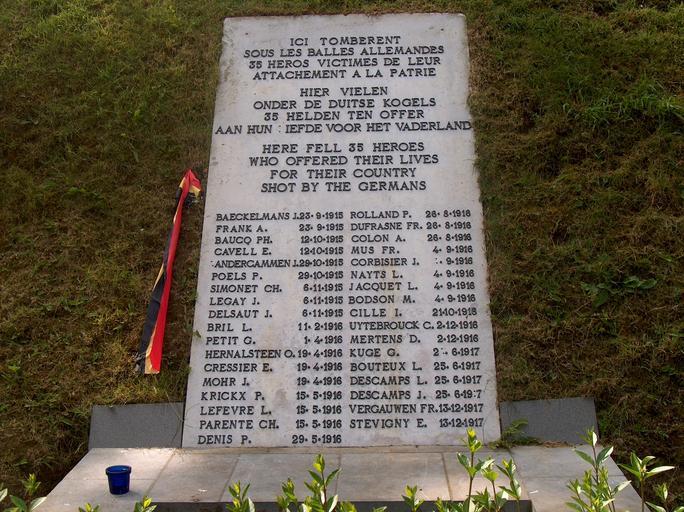 ICI TOMBERENT
SOUS LES BALLES ALLEMANDES
35 HEROS VICTIMES DE LEUR
ATTACHEMENT A LA PATRIE
HIER VIELEN
ONDER DE DUITSE KOGELS
35 HELDEN TEN OFFER
AAN HUN : IEFDE VOOR HET VADERLAND
HERE FELL 35 HEROES
WHO OFFERED THEIR LIVES
FOR THEIR COUNTRY
SHOT BY THE GERMANS
BAECKELMANS J. 23·9·1915 ROLLAND P. 26·8·1916
FRANK A. 23·9·1915 DUFRASNE FR. 26·8·1916
BAUCQ PH. 12·10·1915 COLON A. 26·8·1916
CAVELL E. 12·10·1915 MUS FR. 4·9·1916
ANDERGAMMEN J. 29·10·1915 CORBISIER J. 9·1916
POELS P. 29·10·1915 NAYTS L. 4·9·1916
SIMONET CH. 6·11·1915 JACQUET L. 4·9·1916
LEGAY J. 6·11·1915 BODSON M. 4·9·1916
DELSAUT J. 6·11·1915 CILLE I. 21·10·1916
BRIL L. 11·2·1916 UYTEBROUCK C. 2·12·1916
PETIT G. 1·4·1916 MERTENS D. 2·12·1916
HERNALSTEEN O. 19·4·1916 KUGE G. 6·1917
CRESSIER E. 19·4·1916 BOUTEUX L. 25·6·1917
MOHR J. 19·4·1916 DESCAMPS L. 25·6·1917
KRICKX P. 15·5·1916 DESCAMPS J. 25·6·1917
LEFEVRE L. 15·5·1916 VERGAUWEN FR. 13·12·1917
PARENTE CH. 15·5·1916 STEVIGNY E. 13·12·1917
DENIS P. 29·5·1916